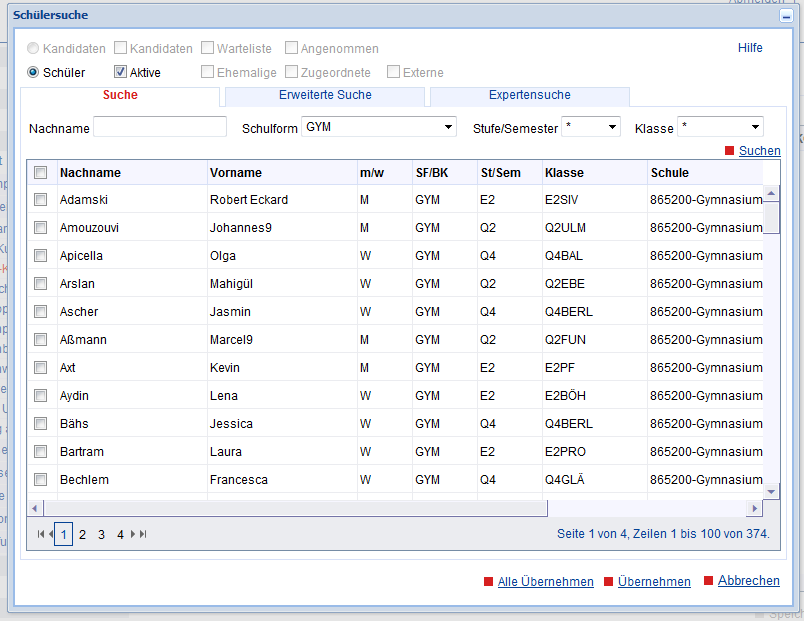 Schülersuche
Kandidaten Kandidaten Warteliste Angenommen Hilfe
Schüler Aktive Ehemalige Zugeordnete Externe
Suche Erweiterte Suche Expertensuche
Nachname Schulform GYM Stufe/Semester * Klasse *
Suchen
Nachname Vorname m/w SF/BK St/Sem Klasse Schule
Adamski Robert Eckard M GYM E2 E2SIV 865200-Gymnasium
Amouzouvi Johannes9 M GYM Q2 Q2ULM 865200-Gymnasium
Apicella Olga W GYM Q4 Q4BAL 865200-Gymnasium
Arslan Mahigül W GYM Q2 Q2EBE 865200-Gymnasium
Ascher Jasmin W GYM Q4 Q4BERL 865200-Gymnasium
Aßmann Marcel9 M GYM Q2 Q2FUN 865200-Gymnasium
Axt Kevin M GYM E2 E2PF 865200-Gymnasium
Aydin Lena W GYM E2 E2BÖH 865200-Gymnasium
Bähs Jessica W GYM Q4 Q4BERL 865200-Gymnasium
Bartram Laura W GYM E2 E2PRO 865200-Gymnasium
Bechlem Francesca W GYM Q4 Q4GLÄ 865200-Gymnasium
1 2 3 4 Seite 1 von 4, Zeilen 1 bis 100 von 374.
Alle Übernehmen Übernehmen Abbrechen